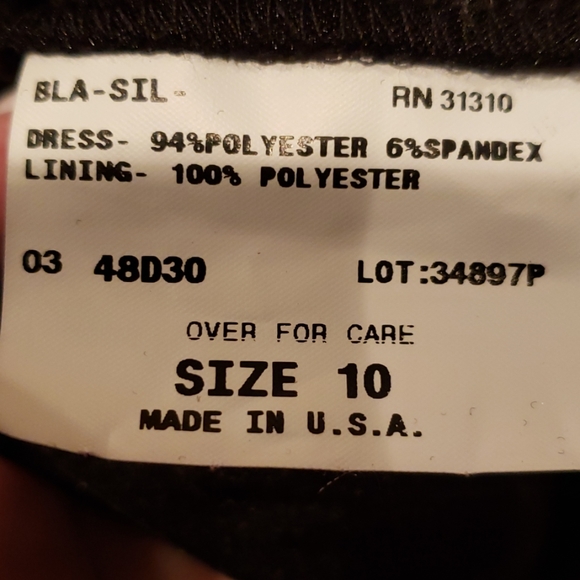 BLA-SIL- RN 31310
DRESS- 94%POLYESTER 6%SPANDEX
LINING- 100% POLYESTER
03 48D30 LOT:34897P
OVER FOR CARE
SIZE 10
MADE IN U.S.A.